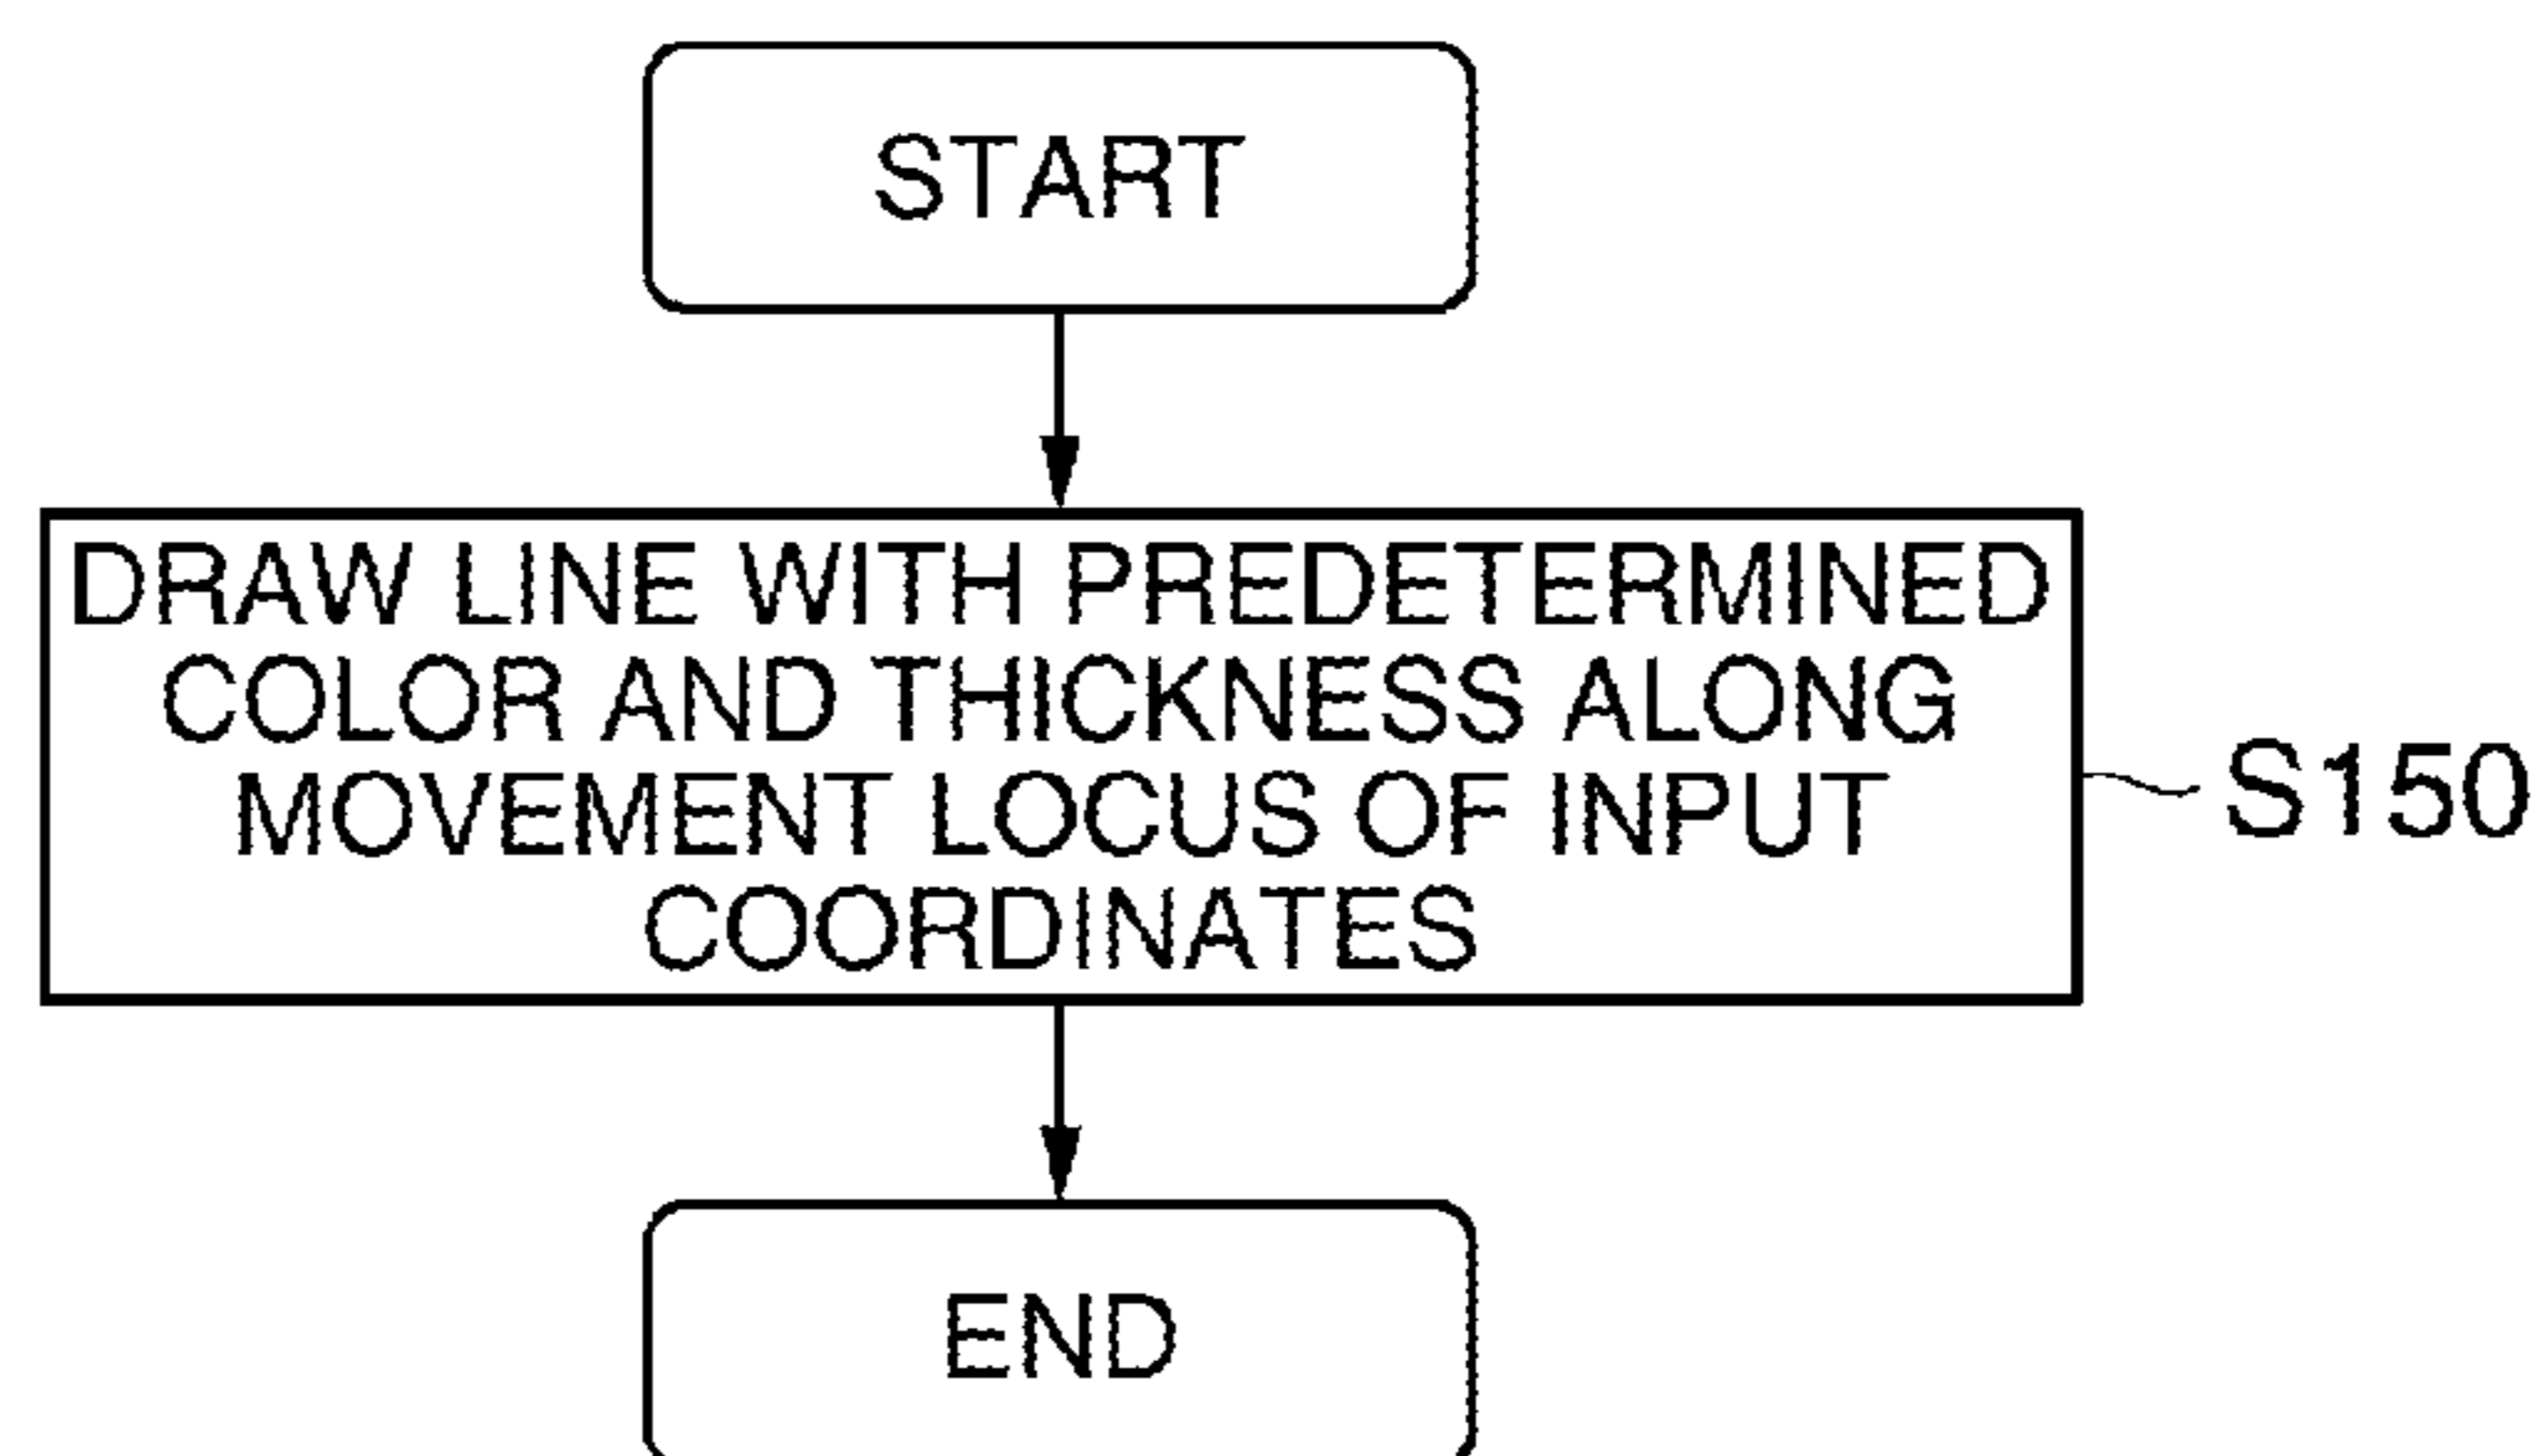 START
DRAW LINE WITH PREDETERMINED
COLOR AND THICKNESS ALONG
MOVEMENT LOCUS OF INPUT
COORDINATES
S150
END